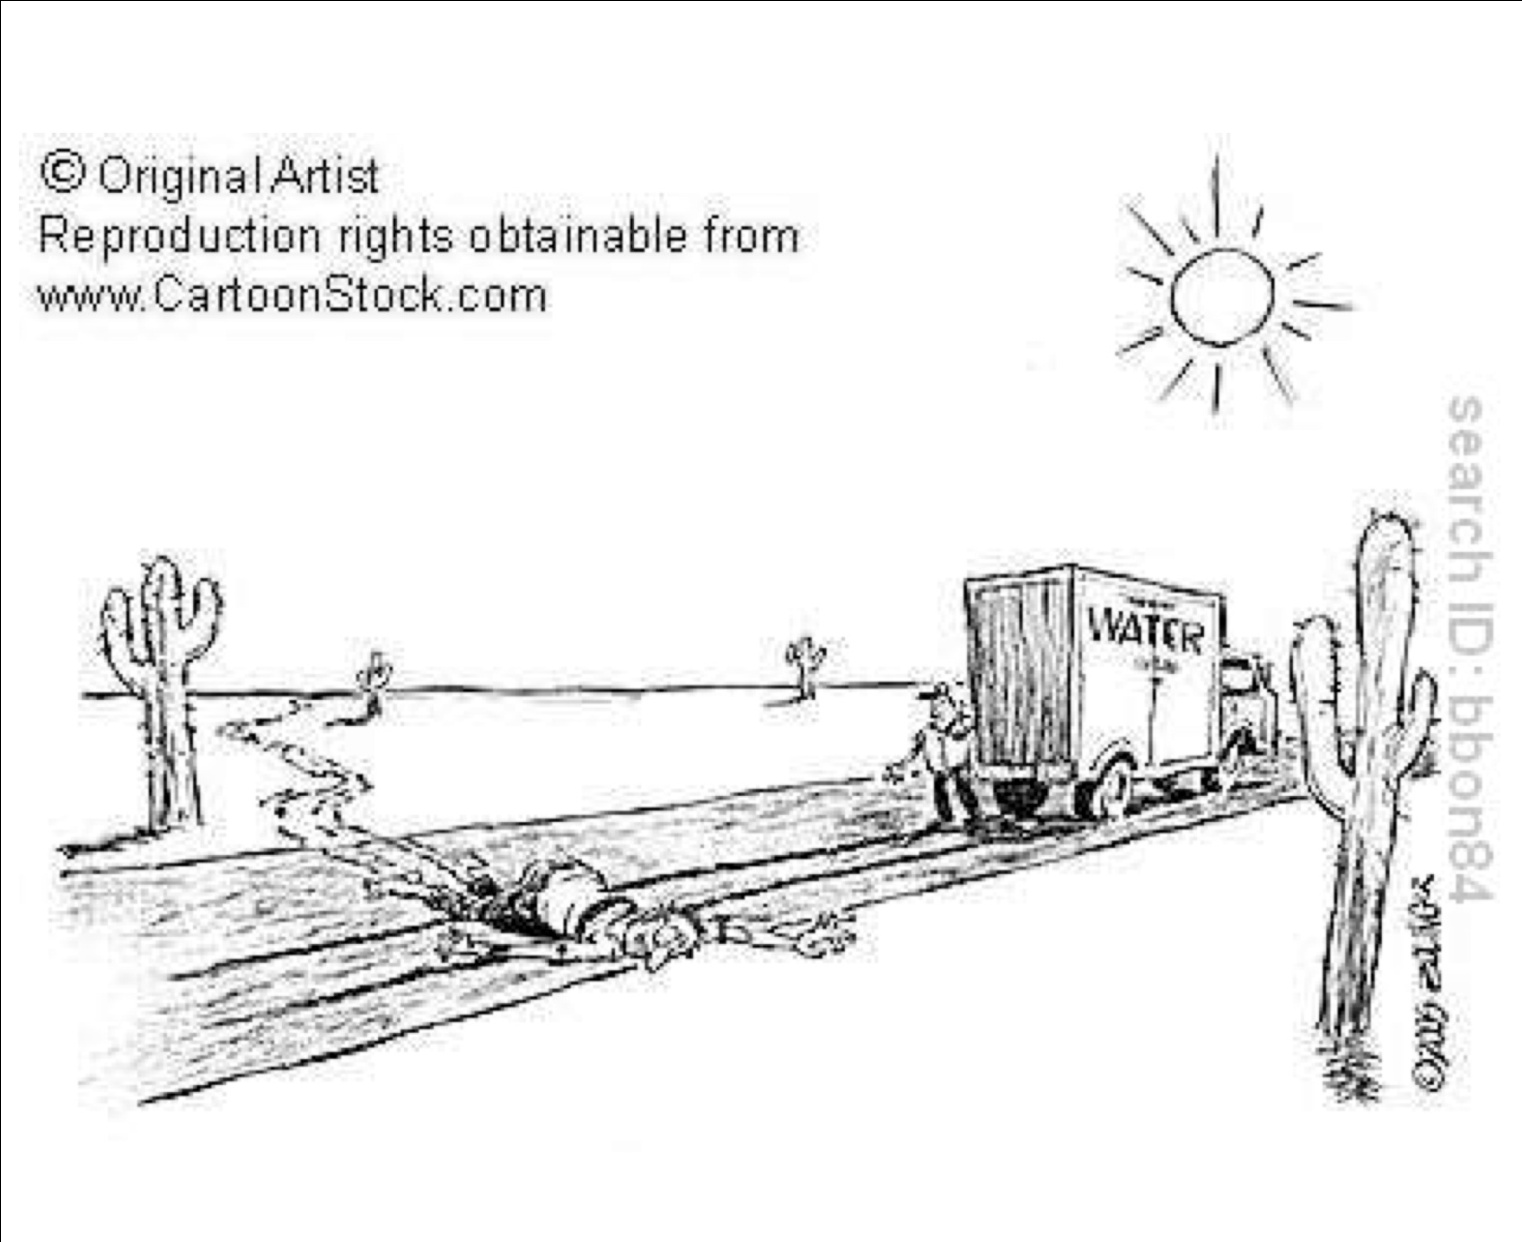 © Original Artist
Reproduction rights obtainable from
www.CartoonStock.com
WATER
search ID: bbon84